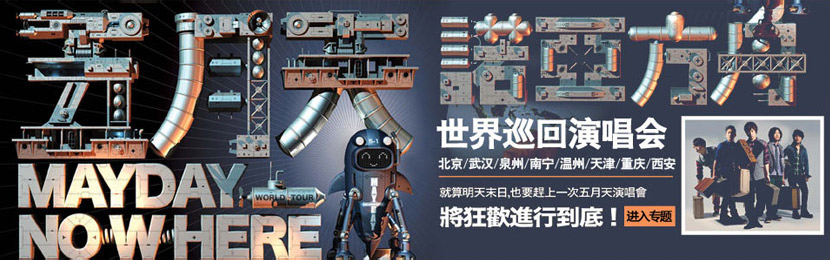 五月天
諾亞方舟
MAYDAY
WORLD TOUR
NOWHERE
世界巡回演唱会
北京/武汉/泉州/南宁/温州/天津/重庆/西安
就算明天末日,也要趕上一次五月天演唱會
將狂歡進行到底！ 进入专题